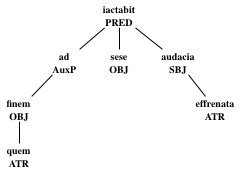 iactabit
PRED
ad sese audacia
AuxP OBJ SBJ
finem effrenata
OBJ ATR
quem
ATR